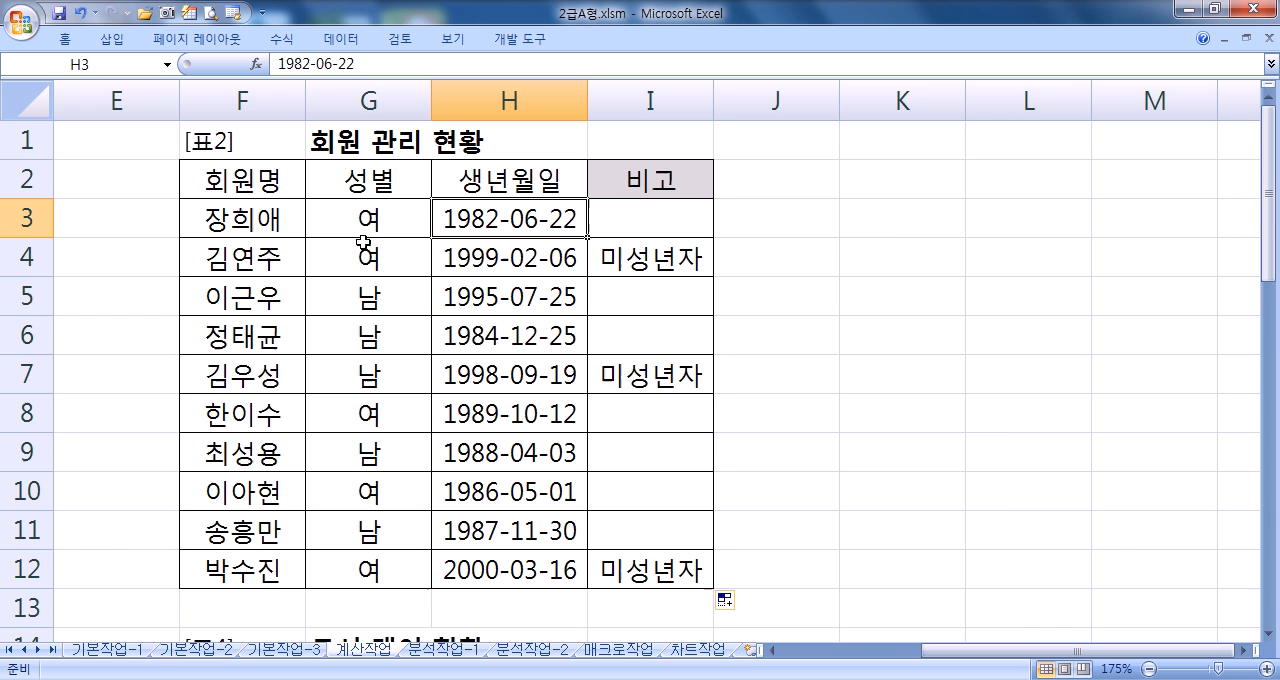 2급A형.xlsm - Microsoft Excel
홈 삽입 페이지 레이아웃 수식 데이터 검토 보기 개발 도구
H3 fx 1982-06-22
E F G H I J K L M
1 [표2] 회원 관리 현황
2 회원명 성별 생년월일 비고
3 장희애 여 1982-06-22
4 김연주 여 1999-02-06 미성년자
5 이근우 남 1995-07-25
6 정태균 남 1984-12-25
7 김우성 남 1998-09-19 미성년자
8 한이수 여 1989-10-12
9 최성용 남 1988-04-03
10 이아현 여 1986-05-01
11 송흥만 남 1987-11-30
12 박수진 여 2000-03-16 미성년자
13
기본작업-1 기본작업-2 기본작업-3 계산작업 분석작업-1 분석작업-2 매크로작업 차트작업
준비 175%